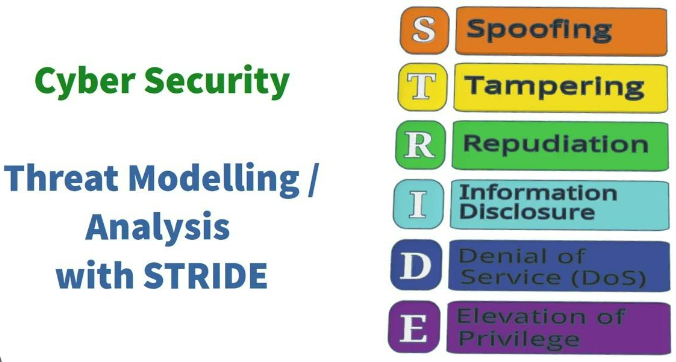 Cyber Security
Threat Modelling /
Analysis
with STRIDE
S Spoofing
T Tampering
R Repudiation
I Information
Disclosure
D Denial of
Service (DoS)
E Elevation of
Privilege